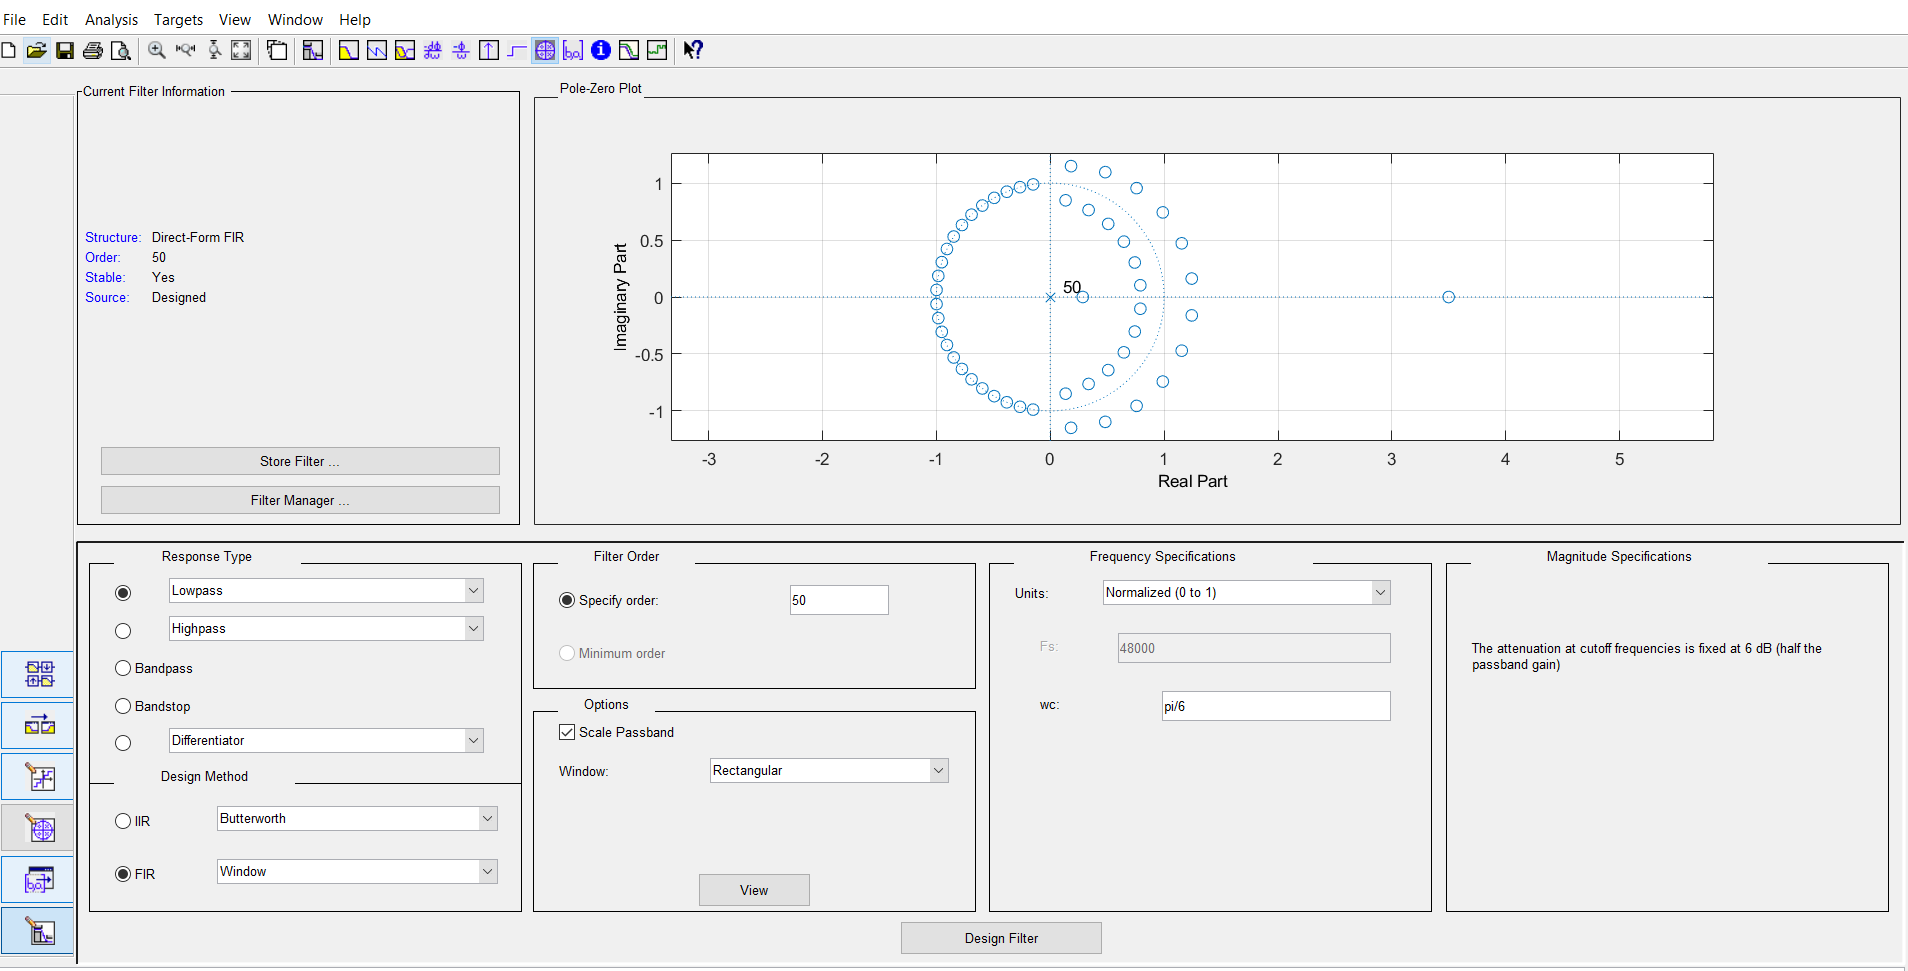 File Edit Analysis Targets View Window Help
Current Filter Information
Structure: Direct-Form FIR
Order: 50
Stable: Yes
Source: Designed
Store Filter ...
Filter Manager ...
Pole-Zero Plot
1
0.5
0
-0.5
-1
Imaginary Part
50
-3 -2 -1 0 1 2 3 4 5
Real Part
Response Type
Lowpass
Highpass
Bandpass
Bandstop
Differentiator
Design Method
IIR Butterworth
FIR Window
Filter Order
Specify order: 50
Minimum order
Options
Scale Passband
Window: Rectangular
View
Frequency Specifications
Units: Normalized (0 to 1)
Fs: 48000
wc: pi/6
Magnitude Specifications
The attenuation at cutoff frequencies is fixed at 6 dB (half the
passband gain)
Design Filter